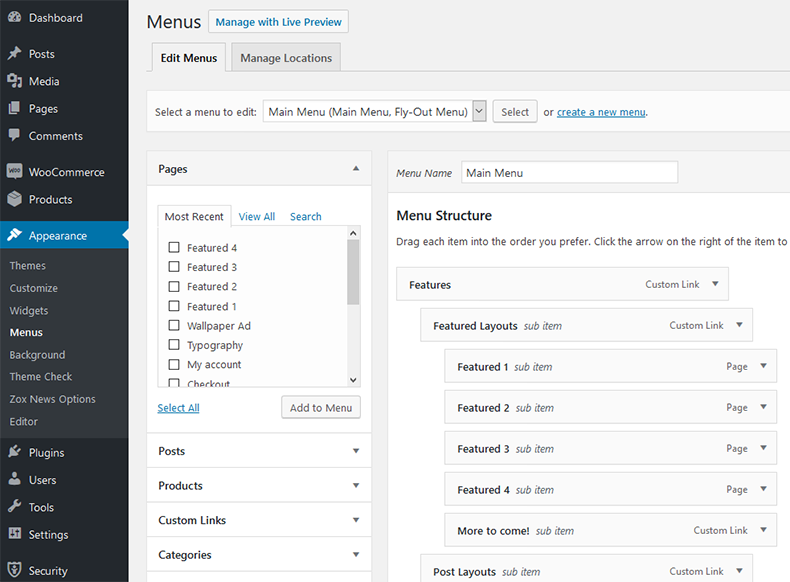 Dashboard
Posts
Media
Pages
Comments
WOO WooCommerce
Products
Appearance
Themes
Customize
Widgets
Menus
Background
Theme Check
Zox News Options
Editor
Plugins
Users
Tools
Settings
Security
Menus Manage with Live Preview
Edit Menus Manage Locations
Select a menu to edit: Main Menu (Main Menu, Fly-Out Menu) Select or create a new menu.
Pages
Most Recent View All Search
Featured 4
Featured 3
Featured 2
Featured 1
Wallpaper Ad
Typography
My account
Checkout
Select All Add to Menu
Posts
Products
Custom Links
Categories
Menu Name Main Menu
Menu Structure
Drag each item into the order you prefer. Click the arrow on the right of the item to
Features Custom Link
Featured Layouts sub item Custom Link
Featured 1 sub item Page
Featured 2 sub item Page
Featured 3 sub item Page
Featured 4 sub item Page
More to come! sub item Custom Link
Post Layouts sub item Custom Link